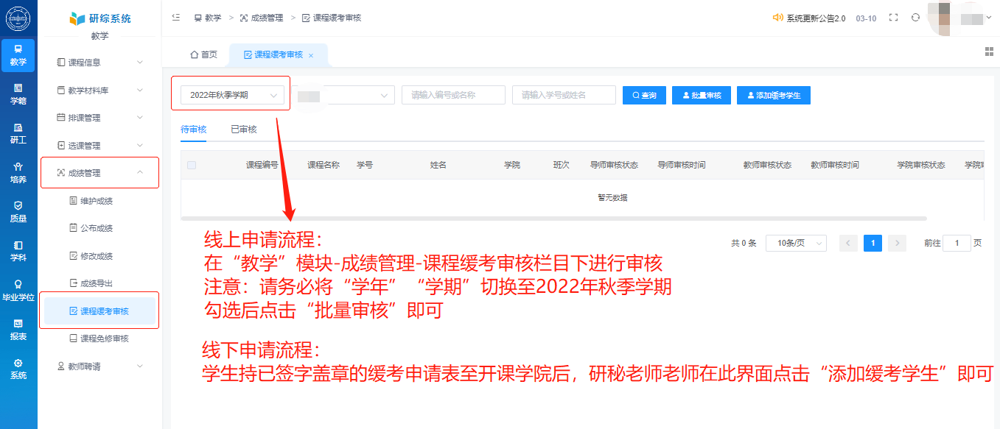 研综系统
教学
教学
学籍
研工
培养
质量
学科
毕业学位
报表
系统
课程信息
教学材料库
排课管理
选课管理
成绩管理
维护成绩
公布成绩
修改成绩
成绩导出
课程缓考审核
课程免修审核
教师聘请
教学 > 成绩管理 > 课程缓考审核
系统更新公告2.0 03-10
首页 课程缓考审核 ×
2022年秋季学期 请输入编号或名称 请输入学号或姓名 查询 批量审核 添加缓考学生
待审核 已审核
课程编号 课程名称 学号 姓名 学院 班次 导师审核状态 导师审核时间 教师审核状态 教师审核时间 学院审核状态 学院审
暂无数据
共 0 条 10条/页 < 1 > 前往 1 页
线上申请流程：
在“教学”模块-成绩管理-课程缓考审核栏目下进行审核
注意：请务必将“学年”“学期”切换至2022年秋季学期
勾选后点击“批量审核”即可
线下申请流程：
学生持已签字盖章的缓考申请表至开课学院后，研秘老师老师在此界面点击“添加缓考学生”即可